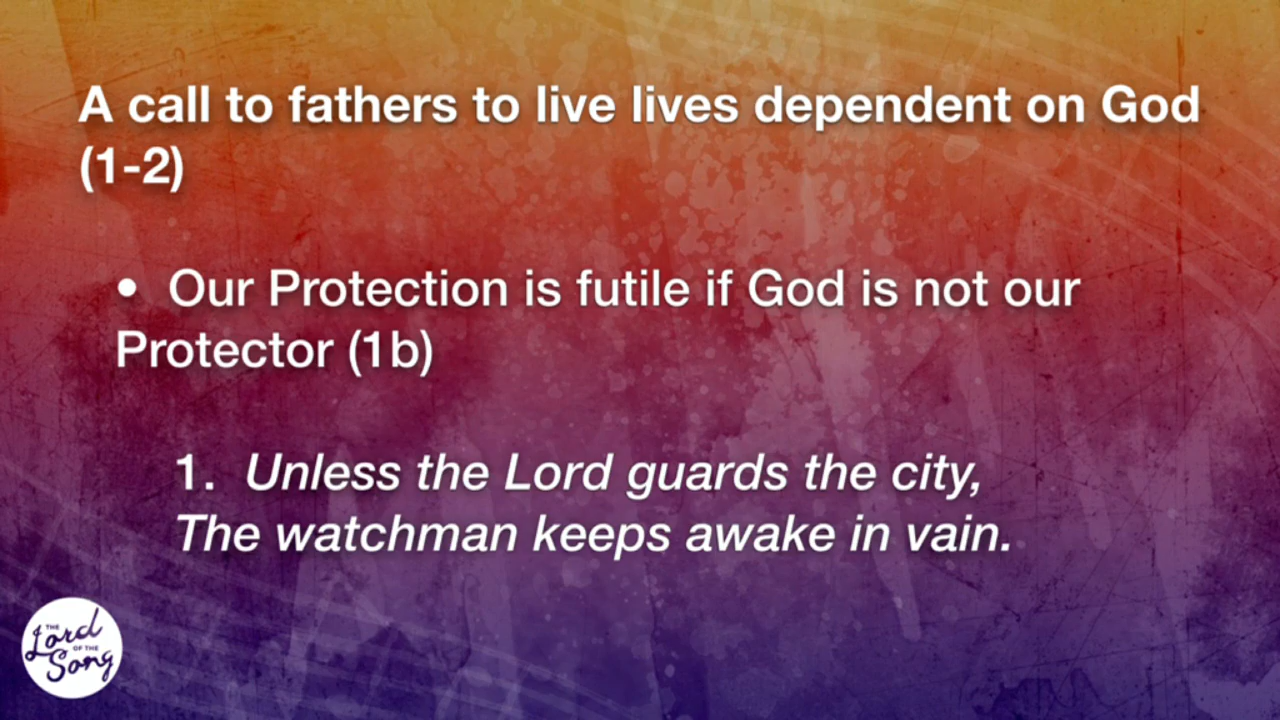 A call to fathers to live lives dependent on God
(1-2)
• Our Protection is futile if God is not our
Protector (1b)
1. Unless the Lord guards the city,
The watchman keeps awake in vain.
THE
Lord
OF THE
Song